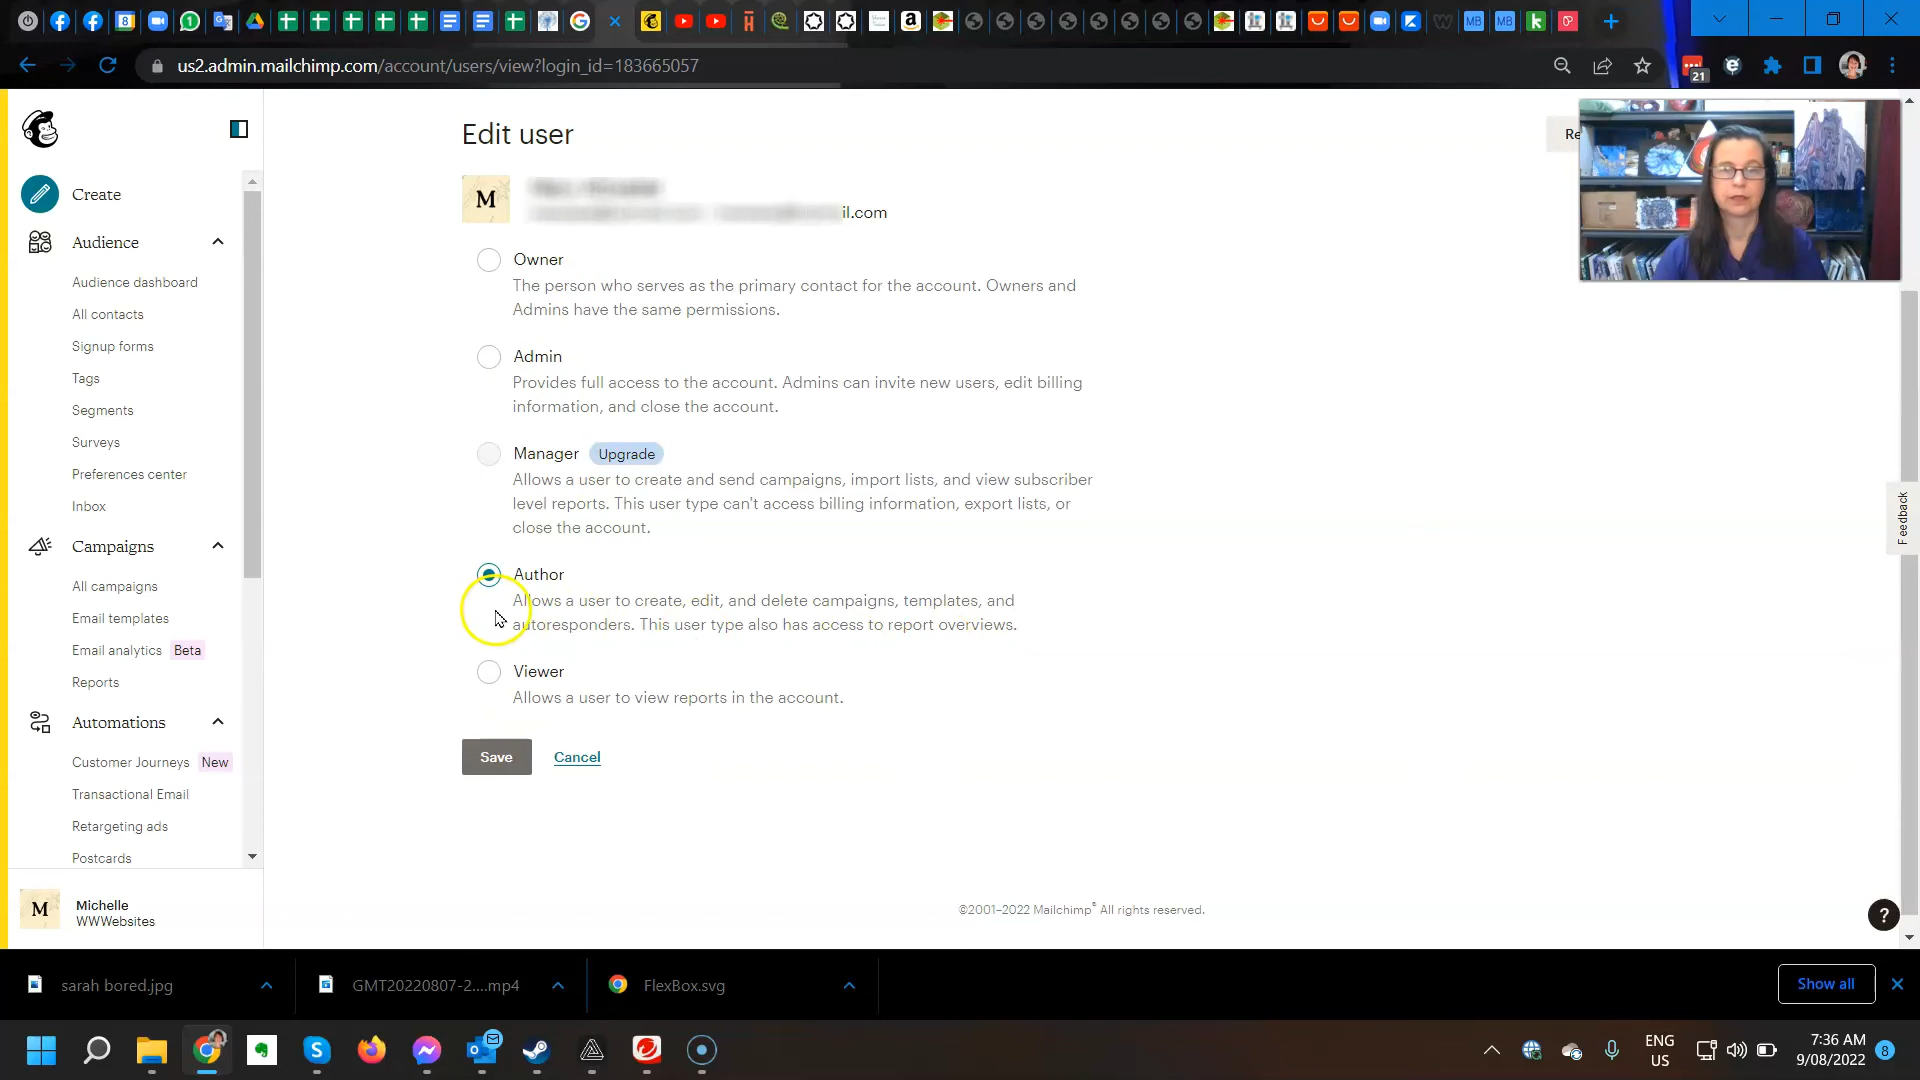 us2.admin.mailchimp.com/account/users/view?login_id=183665057
21
Edit user
Re
M
il.com
Owner
The person who serves as the primary contact for the account. Owners and
Admins have the same permissions.
Admin
Provides full access to the account. Admins can invite new users, edit billing
information, and close the account.
Manager Upgrade
Allows a user to create and send campaigns, import lists, and view subscriber
level reports. This user type can't access billing information, export lists, or
close the account.
Author
Allows a user to create, edit, and delete campaigns, templates, and
autoresponders. This user type also has access to report overviews.
Viewer
Allows a user to view reports in the account.
Save Cancel
Feedback
Create
Audience
Audience dashboard
All contacts
Signup forms
Tags
Segments
Surveys
Preferences center
Inbox
Campaigns
All campaigns
Email templates
Email analytics Beta
Reports
Automations
Customer Journeys New
Transactional Email
Retargeting ads
Postcards
M
Michelle
WWWebsites
©2001–2022 Mailchimp® All rights reserved.
?
sarah bored.jpg
GMT20220807-2....mp4
FlexBox.svg
Show all
ENG
US
7:36 AM
9/08/2022
8